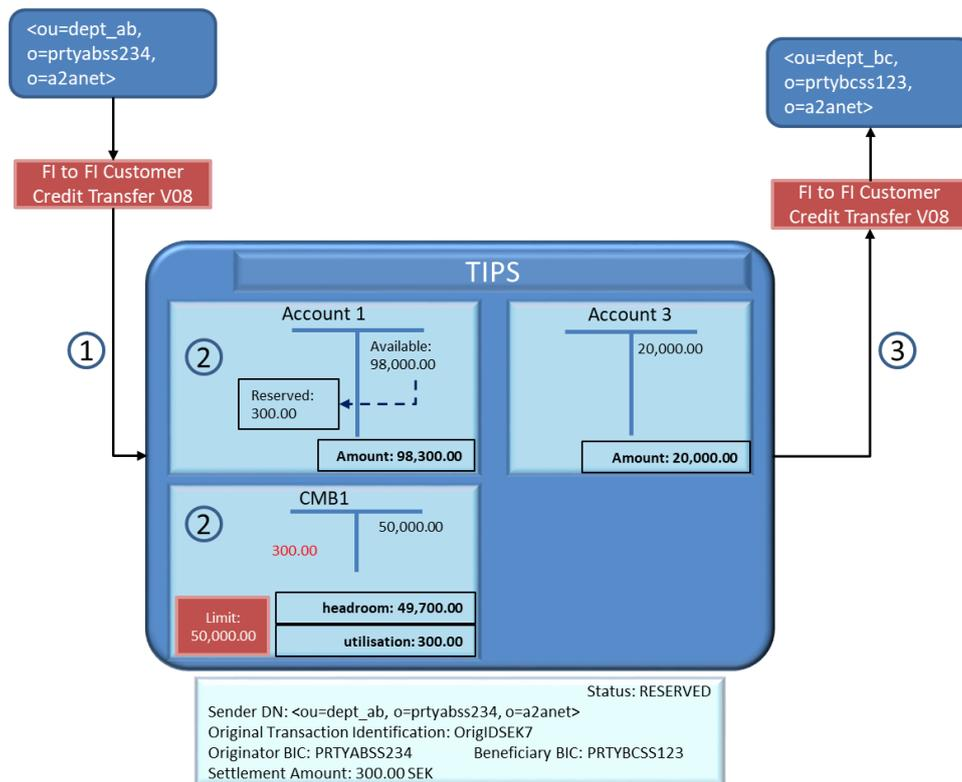 <ou=dept_ab,
o=prtyabss234,
o=a2anet>
<ou=dept_bc,
o=prtybcss123,
o=a2anet>
FI to FI Customer
Credit Transfer V08
FI to FI Customer
Credit Transfer V08
TIPS
1
2
Account 1
Available:
98,000.00
Reserved:
300.00
Amount: 98,300.00
Account 3
20,000.00
Amount: 20,000.00
3
2
CMB1
50,000.00
300.00
Limit:
50,000.00
headroom: 49,700.00
utilisation: 300.00
Status: RESERVED
Sender DN: <ou=dept_ab, o=prtyabss234, o=a2anet>
Original Transaction Identification: OrigIDSEK7
Originator BIC: PRTYABSS234 Beneficiary BIC: PRTYBCSS123
Settlement Amount: 300.00 SEK